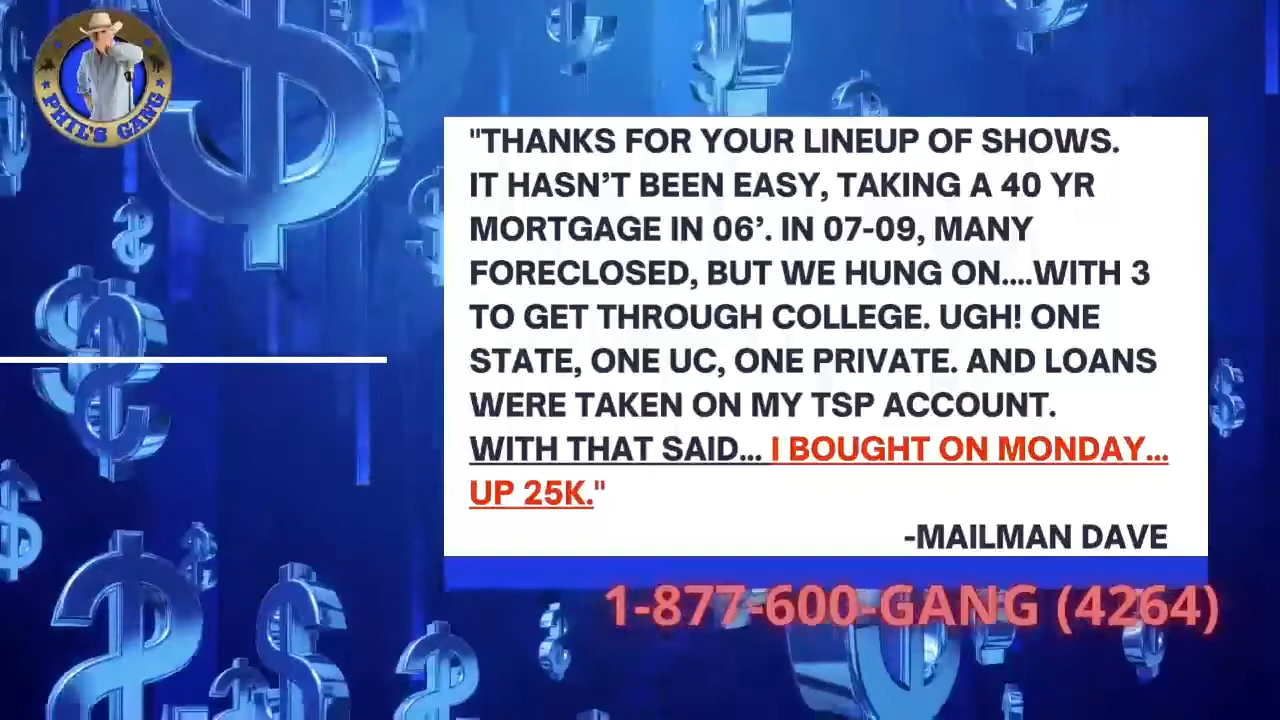 PHIL'S GANG
"THANKS FOR YOUR LINEUP OF SHOWS.
IT HASN’T BEEN EASY, TAKING A 40 YR
MORTGAGE IN 06’. IN 07-09, MANY
FORECLOSED, BUT WE HUNG ON....WITH 3
TO GET THROUGH COLLEGE. UGH! ONE
STATE, ONE UC, ONE PRIVATE. AND LOANS
WERE TAKEN ON MY TSP ACCOUNT.
WITH THAT SAID... I BOUGHT ON MONDAY...
UP 25K."
-MAILMAN DAVE
1-877-600-GANG (4264)